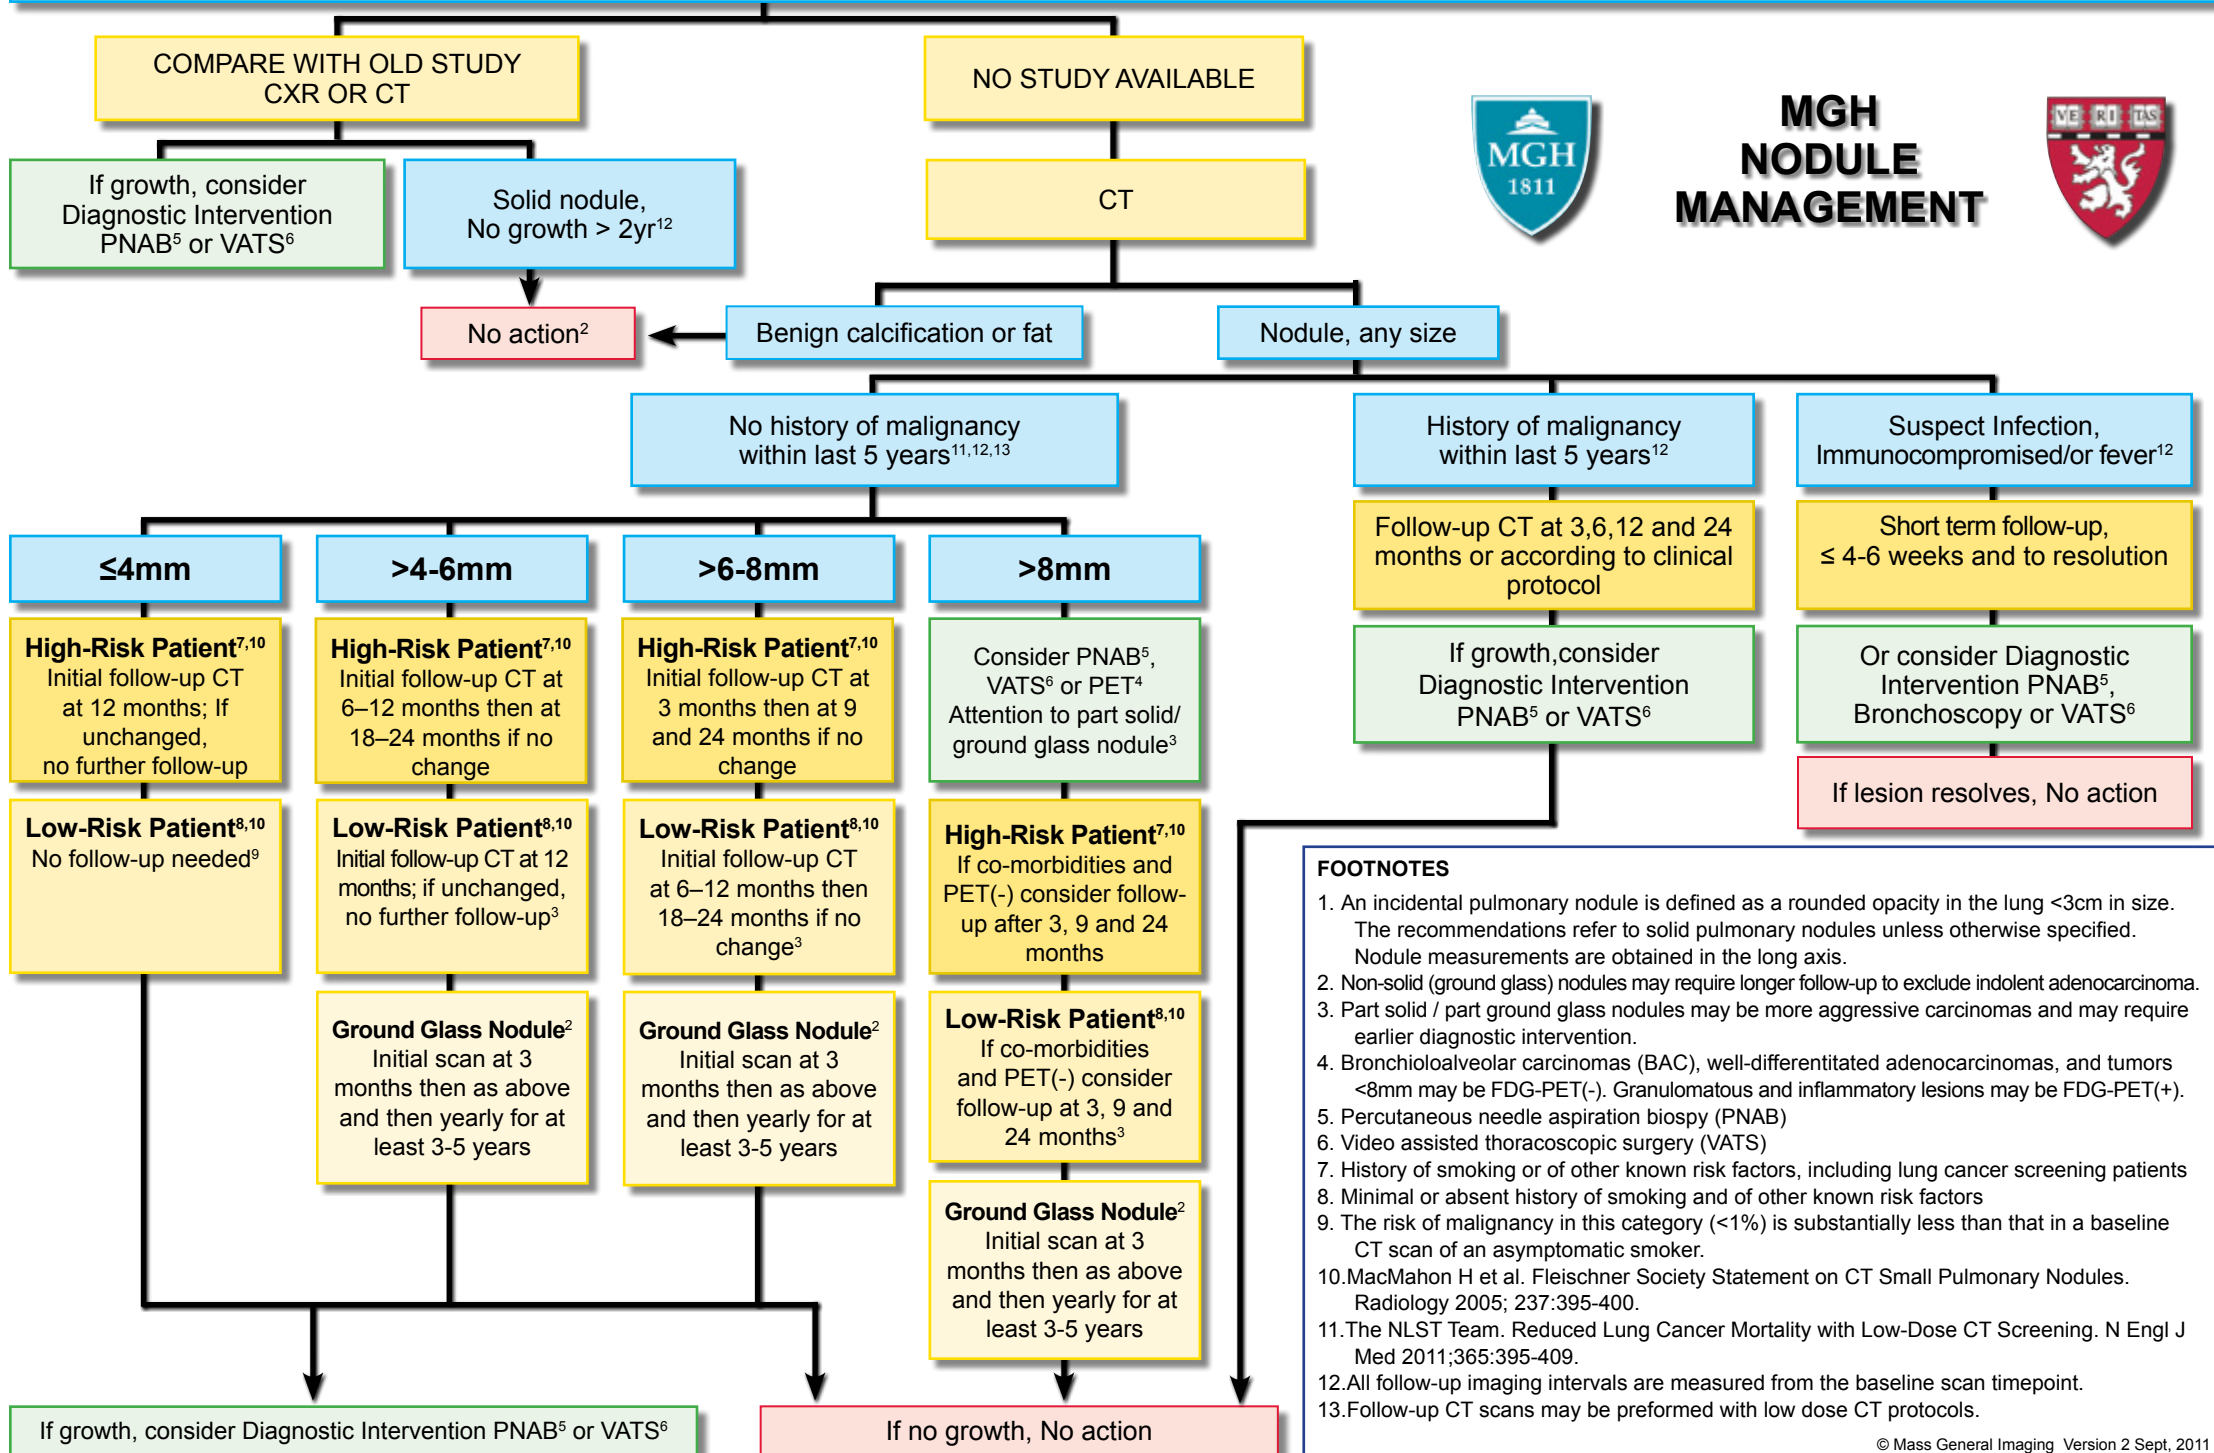 COMPARE WITH OLD STUDY
CXR OR CT
NO STUDY AVAILABLE
MGH
1811
MGH
NODULE
MANAGEMENT
VE RI TAS
If growth, consider
Diagnostic Intervention
PNAB⁵ or VATS⁶
Solid nodule,
No growth > 2yr¹²
CT
No action²
Benign calcification or fat
Nodule, any size
No history of malignancy
within last 5 years¹¹,¹²,¹³
History of malignancy
within last 5 years¹²
Suspect Infection,
Immunocompromised/or fever¹²
Follow-up CT at 3,6,12 and 24
months or according to clinical
protocol
Short term follow-up,
≤ 4-6 weeks and to resolution
If growth,consider
Diagnostic Intervention
PNAB⁵ or VATS⁶
Or consider Diagnostic
Intervention PNAB⁵,
Bronchoscopy or VATS⁶
If lesion resolves, No action
≤4mm
High-Risk Patient⁷,¹⁰
Initial follow-up CT
at 12 months; If
unchanged,
no further follow-up
Low-Risk Patient⁸,¹⁰
No follow-up needed⁹
>4-6mm
High-Risk Patient⁷,¹⁰
Initial follow-up CT at
6–12 months then at
18–24 months if no
change
Low-Risk Patient⁸,¹⁰
Initial follow-up CT at 12
months; if unchanged,
no further follow-up³
Ground Glass Nodule²
Initial scan at 3
months then as above
and then yearly for at
least 3-5 years
>6-8mm
High-Risk Patient⁷,¹⁰
Initial follow-up CT at
3 months then at 9
and 24 months if no
change
Low-Risk Patient⁸,¹⁰
Initial follow-up CT
at 6–12 months then
18–24 months if no
change³
Ground Glass Nodule²
Initial scan at 3
months then as above
and then yearly for at
least 3-5 years
>8mm
Consider PNAB⁵,
VATS⁶ or PET⁴
Attention to part solid/
ground glass nodule³
High-Risk Patient⁷,¹⁰
If co-morbidities and
PET(-) consider follow-
up after 3, 9 and 24
months
Low-Risk Patient⁸,¹⁰
If co-morbidities
and PET(-) consider
follow-up at 3, 9 and
24 months³
Ground Glass Nodule²
Initial scan at 3
months then as above
and then yearly for at
least 3-5 years
If growth, consider Diagnostic Intervention PNAB⁵ or VATS⁶
If no growth, No action
FOOTNOTES
1. An incidental pulmonary nodule is defined as a rounded opacity in the lung <3cm in size.
The recommendations refer to solid pulmonary nodules unless otherwise specified.
Nodule measurements are obtained in the long axis.
2. Non-solid (ground glass) nodules may require longer follow-up to exclude indolent adenocarcinoma.
3. Part solid / part ground glass nodules may be more aggressive carcinomas and may require
earlier diagnostic intervention.
4. Bronchioloalveolar carcinomas (BAC), well-differentitated adenocarcinomas, and tumors
<8mm may be FDG-PET(-). Granulomatous and inflammatory lesions may be FDG-PET(+).
5. Percutaneous needle aspiration biospy (PNAB)
6. Video assisted thoracoscopic surgery (VATS)
7. History of smoking or of other known risk factors, including lung cancer screening patients
8. Minimal or absent history of smoking and of other known risk factors
9. The risk of malignancy in this category (<1%) is substantially less than that in a baseline
CT scan of an asymptomatic smoker.
10.MacMahon H et al. Fleischner Society Statement on CT Small Pulmonary Nodules.
Radiology 2005; 237:395-400.
11.The NLST Team. Reduced Lung Cancer Mortality with Low-Dose CT Screening. N Engl J
Med 2011;365:395-409.
12.All follow-up imaging intervals are measured from the baseline scan timepoint.
13.Follow-up CT scans may be preformed with low dose CT protocols.
© Mass General Imaging Version 2 Sept, 2011